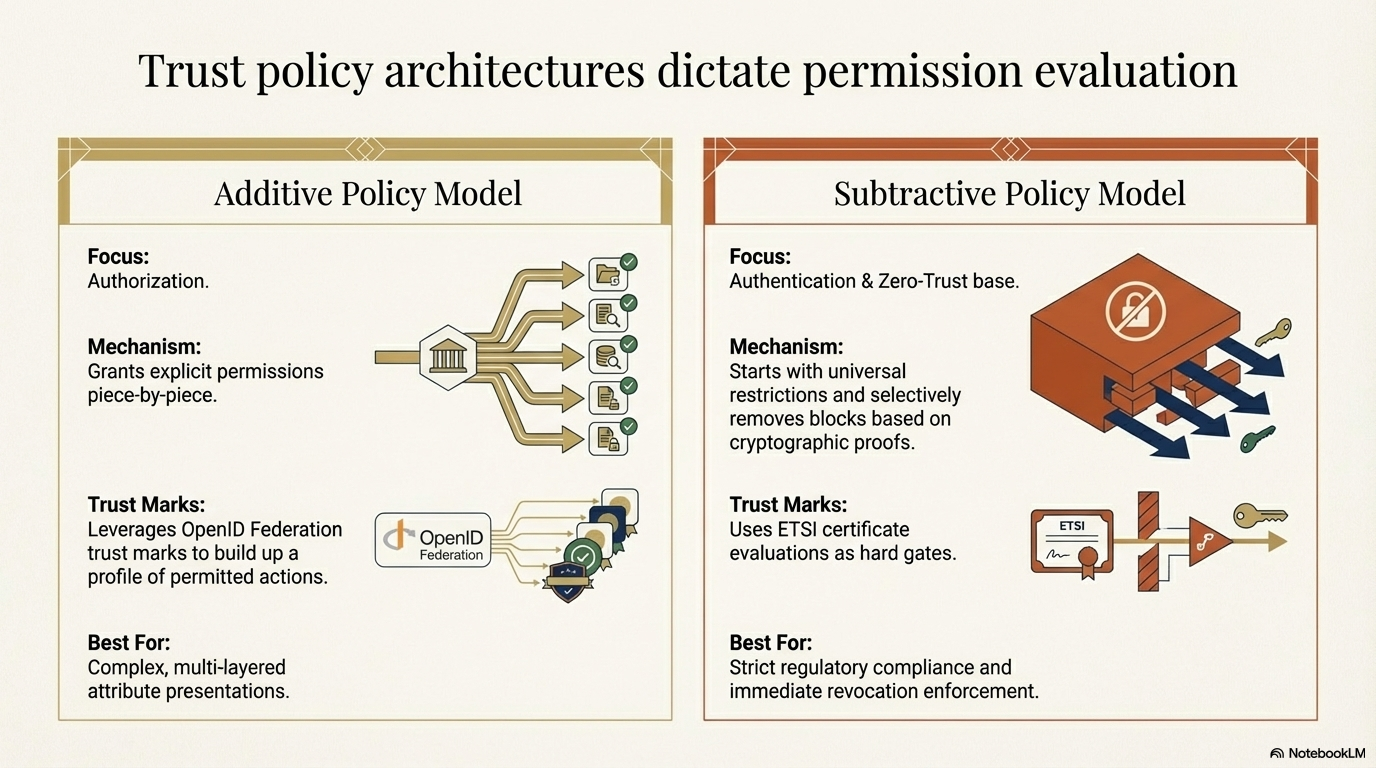 Trust policy architectures dictate permission evaluation
Additive Policy Model
Focus:
Authorization.
Mechanism:
Grants explicit permissions
piece-by-piece.
Trust Marks:
Leverages OpenID Federation
trust marks to build up a
profile of permitted actions.
OpenID
Federation
Best For:
Complex, multi-layered
attribute presentations.
Subtractive Policy Model
Focus:
Authentication & Zero-Trust base.
Mechanism:
Starts with universal
restrictions and selectively
removes blocks based on
cryptographic proofs.
Trust Marks:
Uses ETSI certificate
evaluations as hard gates.
ETSI
Best For:
Strict regulatory compliance and
immediate revocation enforcement.
NotebookLM